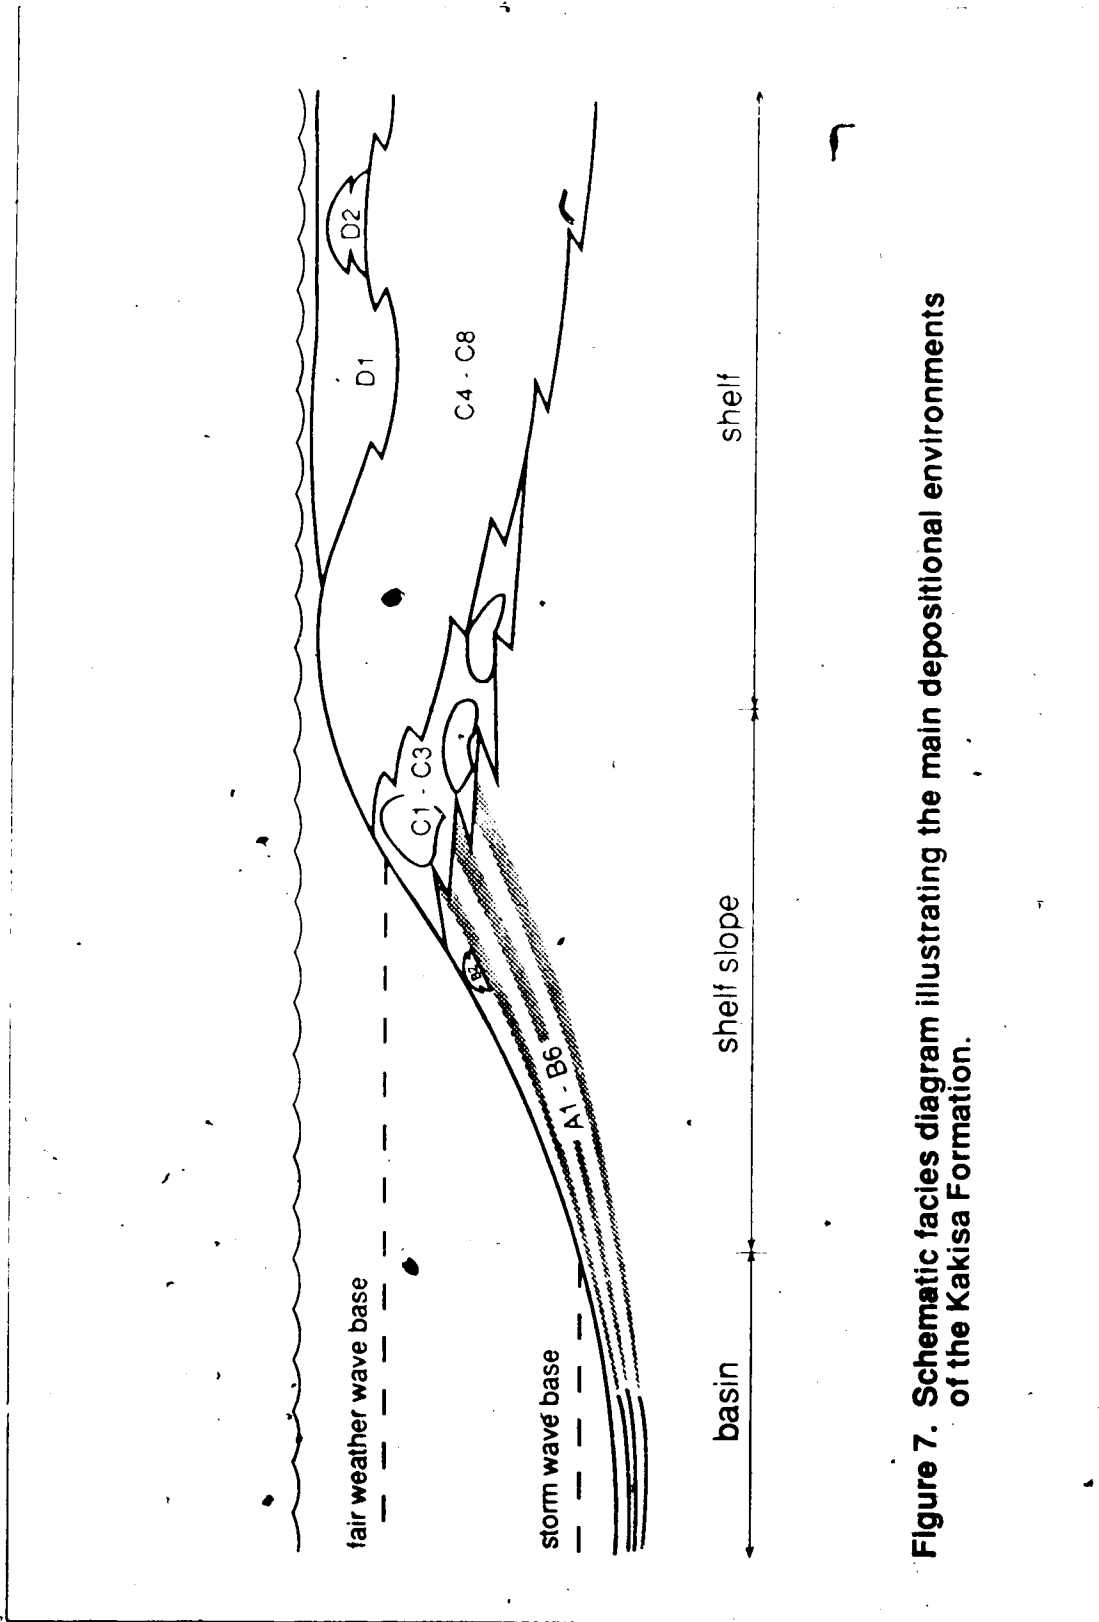 fair weather wave base
storm wave base
D1
D2
C4 - C8
C1 - C3
B2
A1 - B6
basin
shelf slope
shelf
Figure 7. Schematic facies diagram illustrating the main depositional environments
of the Kakisa Formation.